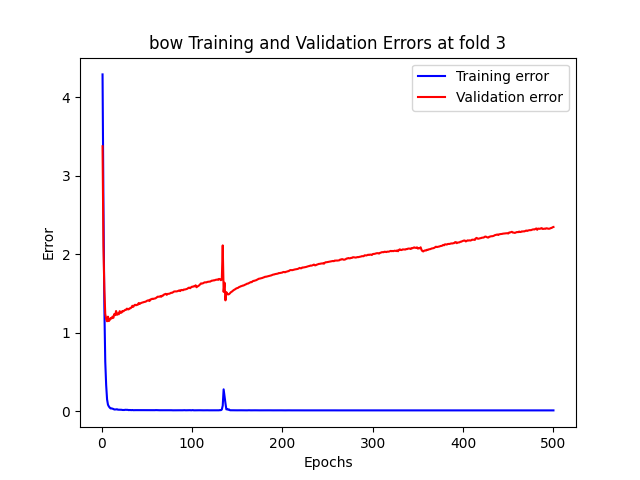 bow Training and Validation Errors at fold 3
Training error
Validation error
Error
4
3
2
1
0
0 100 200 300 400 500
Epochs